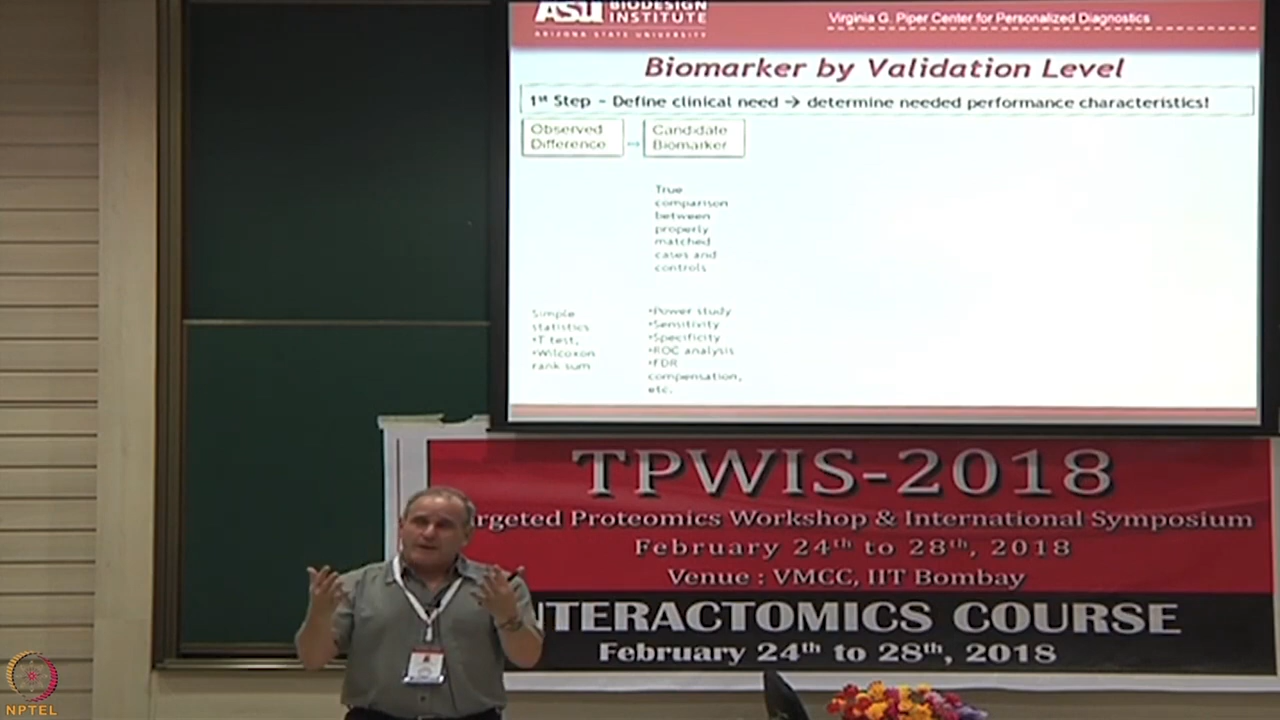 ASU BIODESIGN
INSTITUTE
ARIZONA STATE UNIVERSITY
Virginia G. Piper Center for Personalized Diagnostics
Biomarker by Validation Level
1st Step – Define clinical need → determine needed performance characteristics!
Observed
Difference
Candidate
Biomarker
True
comparison
between
properly
matched
cases and
controls
Simple
statistics
•T test,
•Wilcoxon
rank sum
•Power study
•Sensitivity
•Specificity
•ROC analysis
•FDR
compensation,
etc.
TPWIS-2018
rgeted Proteomics Workshop & International Symposium
February 24th to 28th, 2018
Venue : VMCC, IIT Bombay
NTERACTOMICS COURSE
February 24th to 28th, 2018
NPTEL